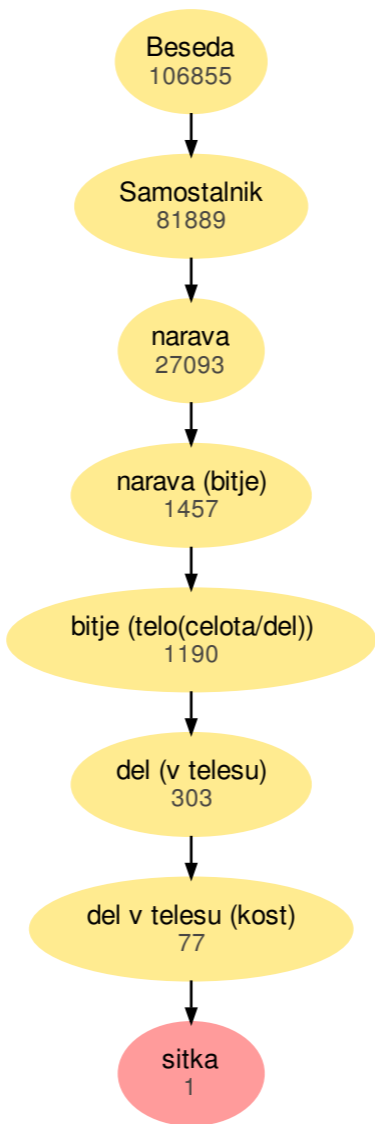 Beseda
106855
Samostalnik
81889
narava
27093
narava (bitje)
1457
bitje (telo(celota/del))
1190
del (v telesu)
303
del v telesu (kost)
77
sitka
1